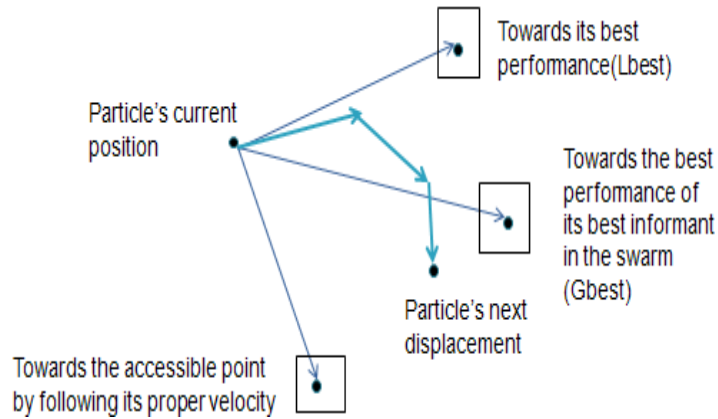 Towards its best
performance(Lbest)
Particle's current
position
Towards the best
performance of
its best informant
in the swarm
(Gbest)
Particle's next
displacement
Towards the accessible point
by following its proper velocity